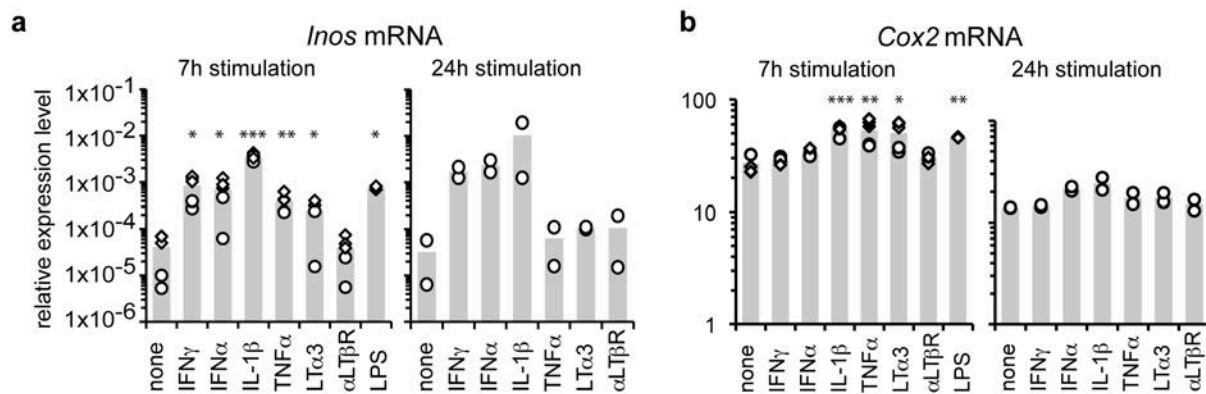 a
Inos mRNA
7h stimulation
24h stimulation
relative expression level
1x10⁻¹
1x10⁻²
1x10⁻³
1x10⁻⁴
1x10⁻⁵
1x10⁻⁶
* * *** ** * *
none IFNγ IFNα IL-1β TNFα LTα3 αLTβR LPS
none IFNγ IFNα IL-1β TNFα LTα3 αLTβR
b
Cox2 mRNA
7h stimulation
24h stimulation
100
10
1
*** ** * **
none IFNγ IFNα IL-1β TNFα LTα3 αLTβR LPS
none IFNγ IFNα IL-1β TNFα LTα3 αLTβR